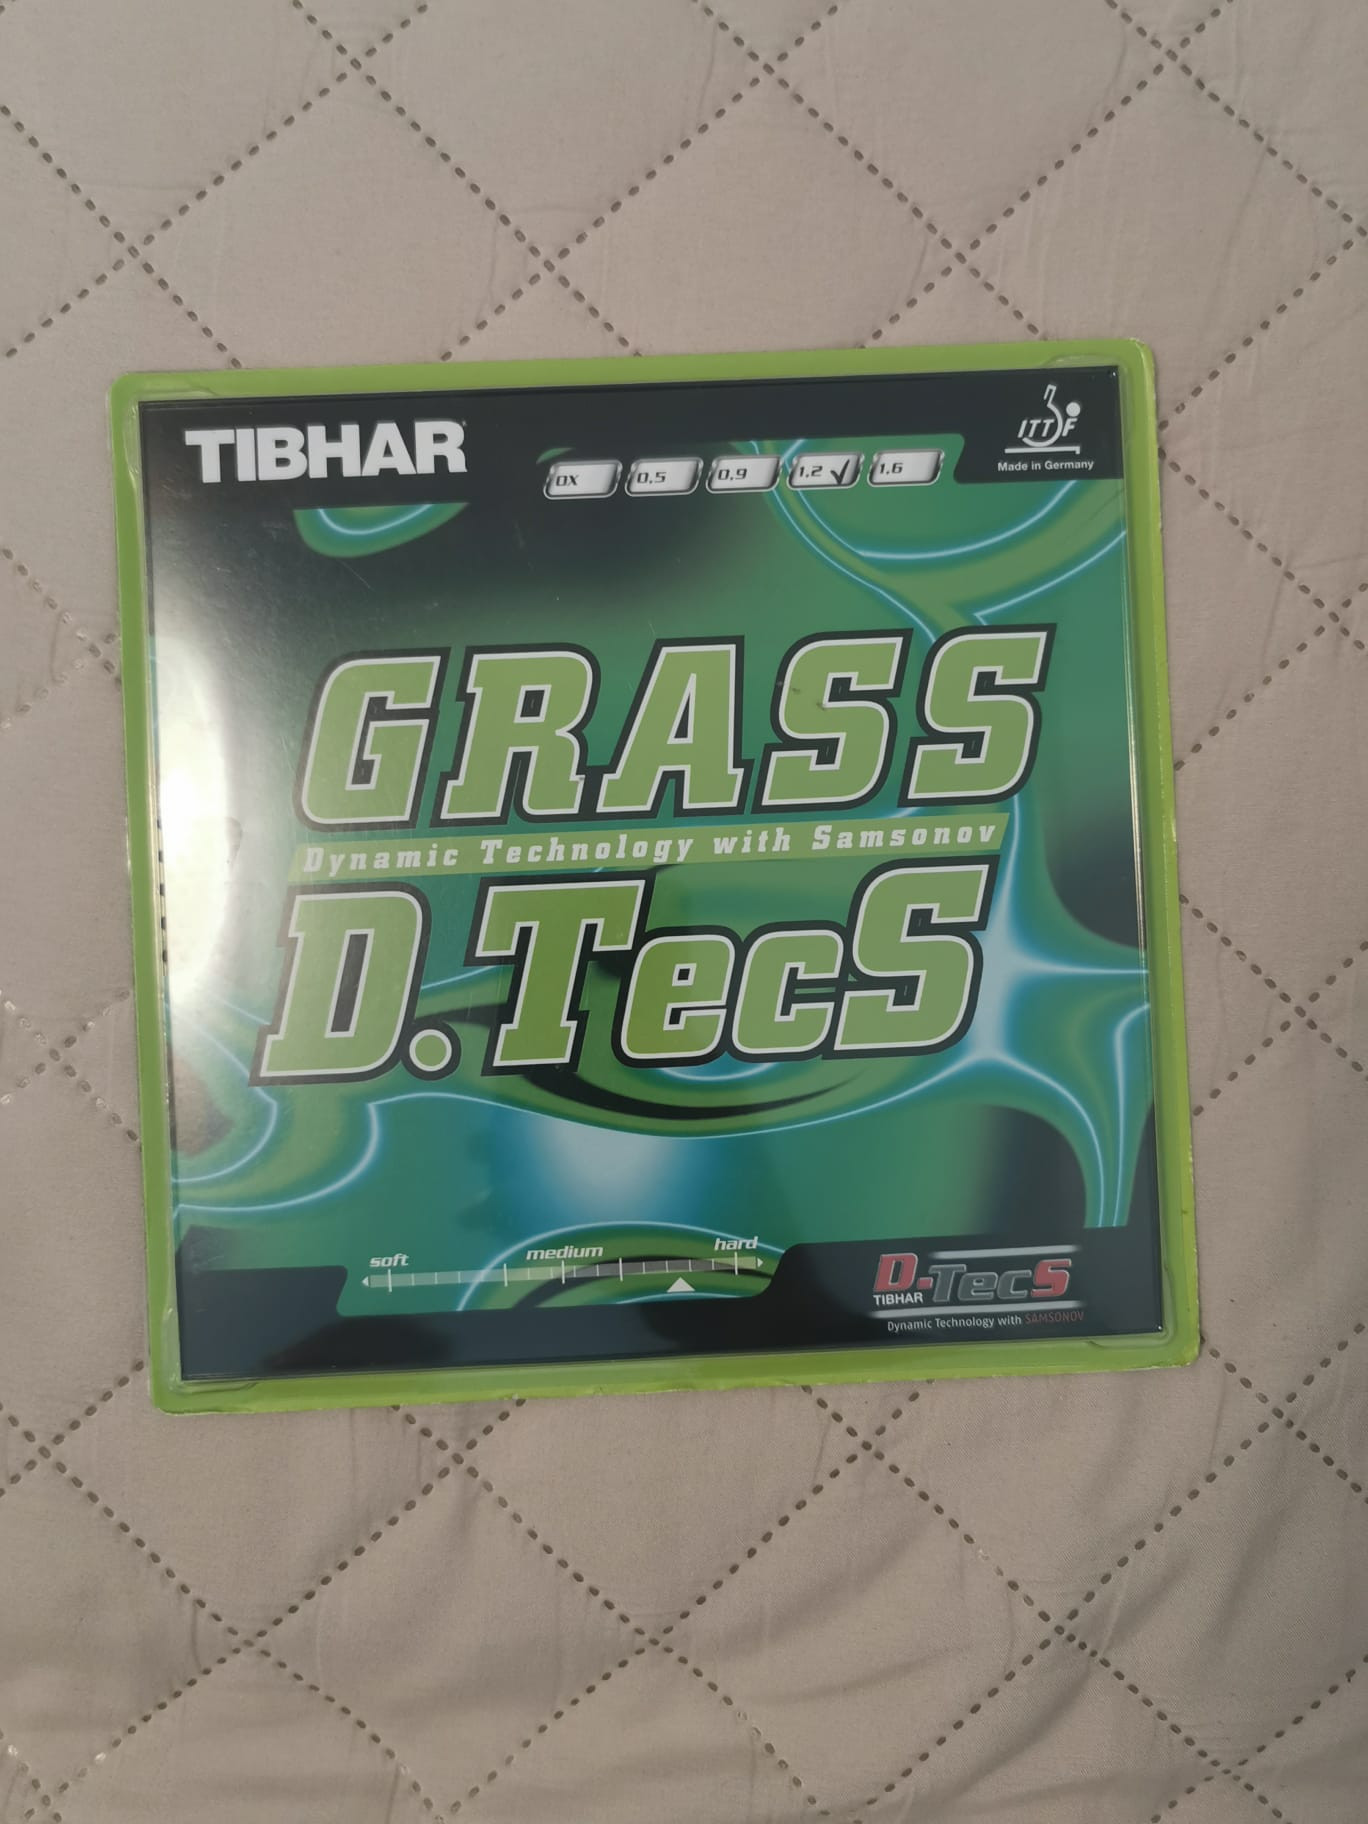 TIBHAR
0X 0,5 0,9 1,2 1,6
ITTF
Made in Germany
GRASS
Dynamic Technology with Samsonov
D.TecS
soft medium hard
D.TecS
TIBHAR
Dynamic Technology with SAMSONOV